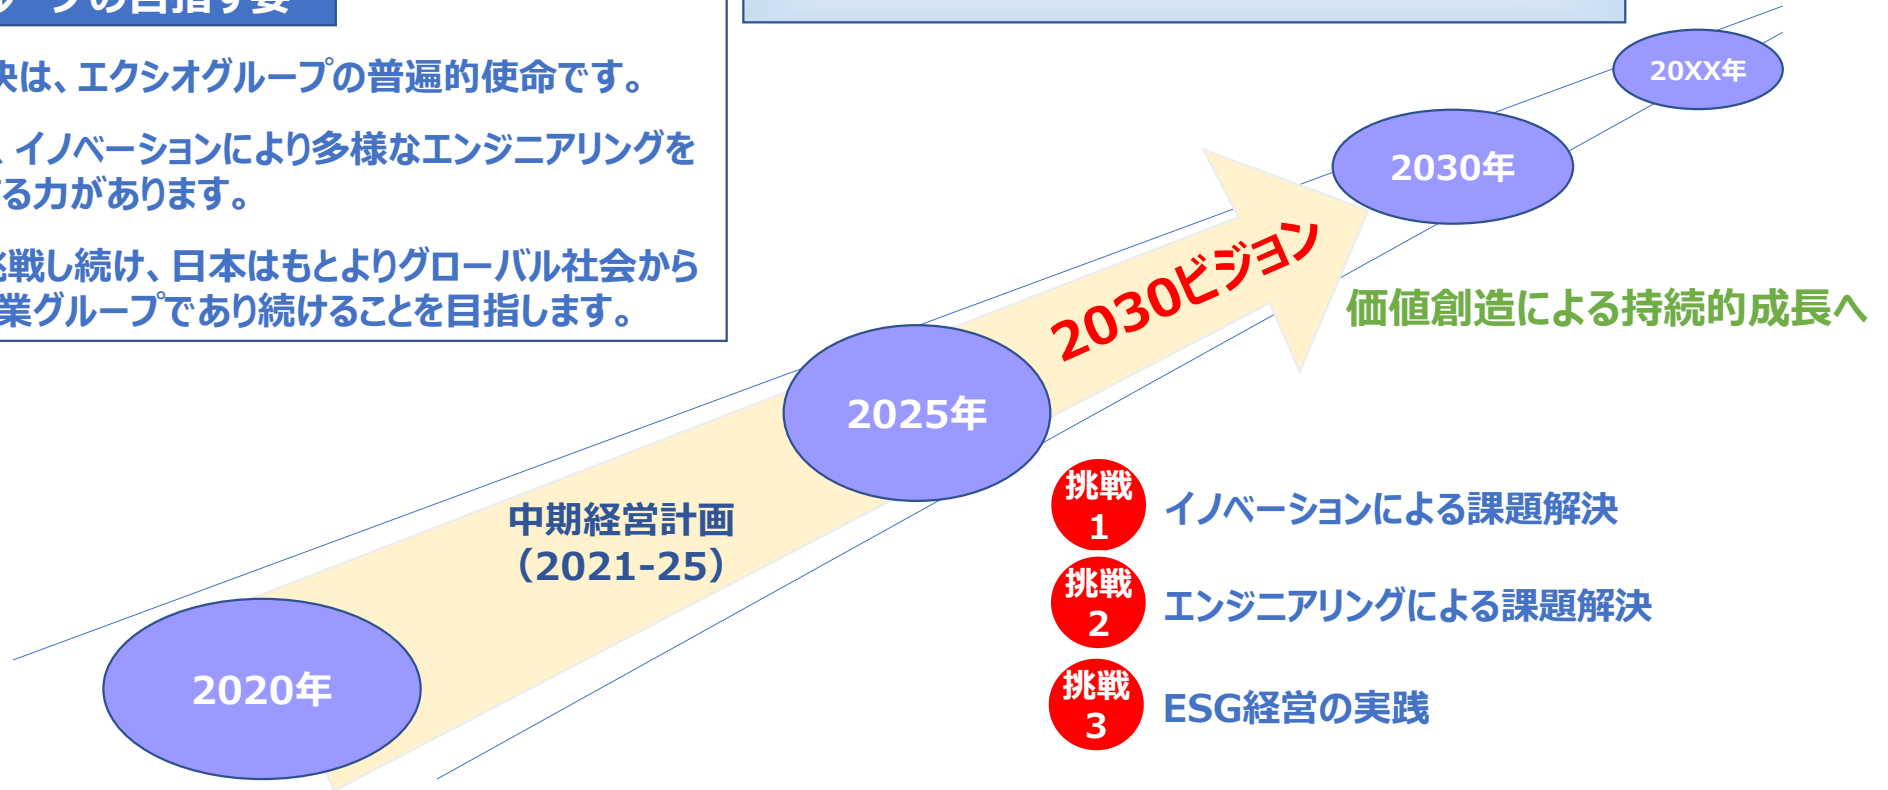 ープの目指す姿
決は、エクシオグループの普遍的使命です。
、イノベーションにより多様なエンジニアリングを
する力があります。
挑戦し続け、日本はもとよりグローバル社会から
業グループであり続けることを目指します。
20XX年
2030年
2030ビジョン
価値創造による持続的成長へ
2025年
中期経営計画
（2021-25）
2020年
挑戦
1
イノベーションによる課題解決
挑戦
2
エンジニアリングによる課題解決
挑戦
3
ESG経営の実践